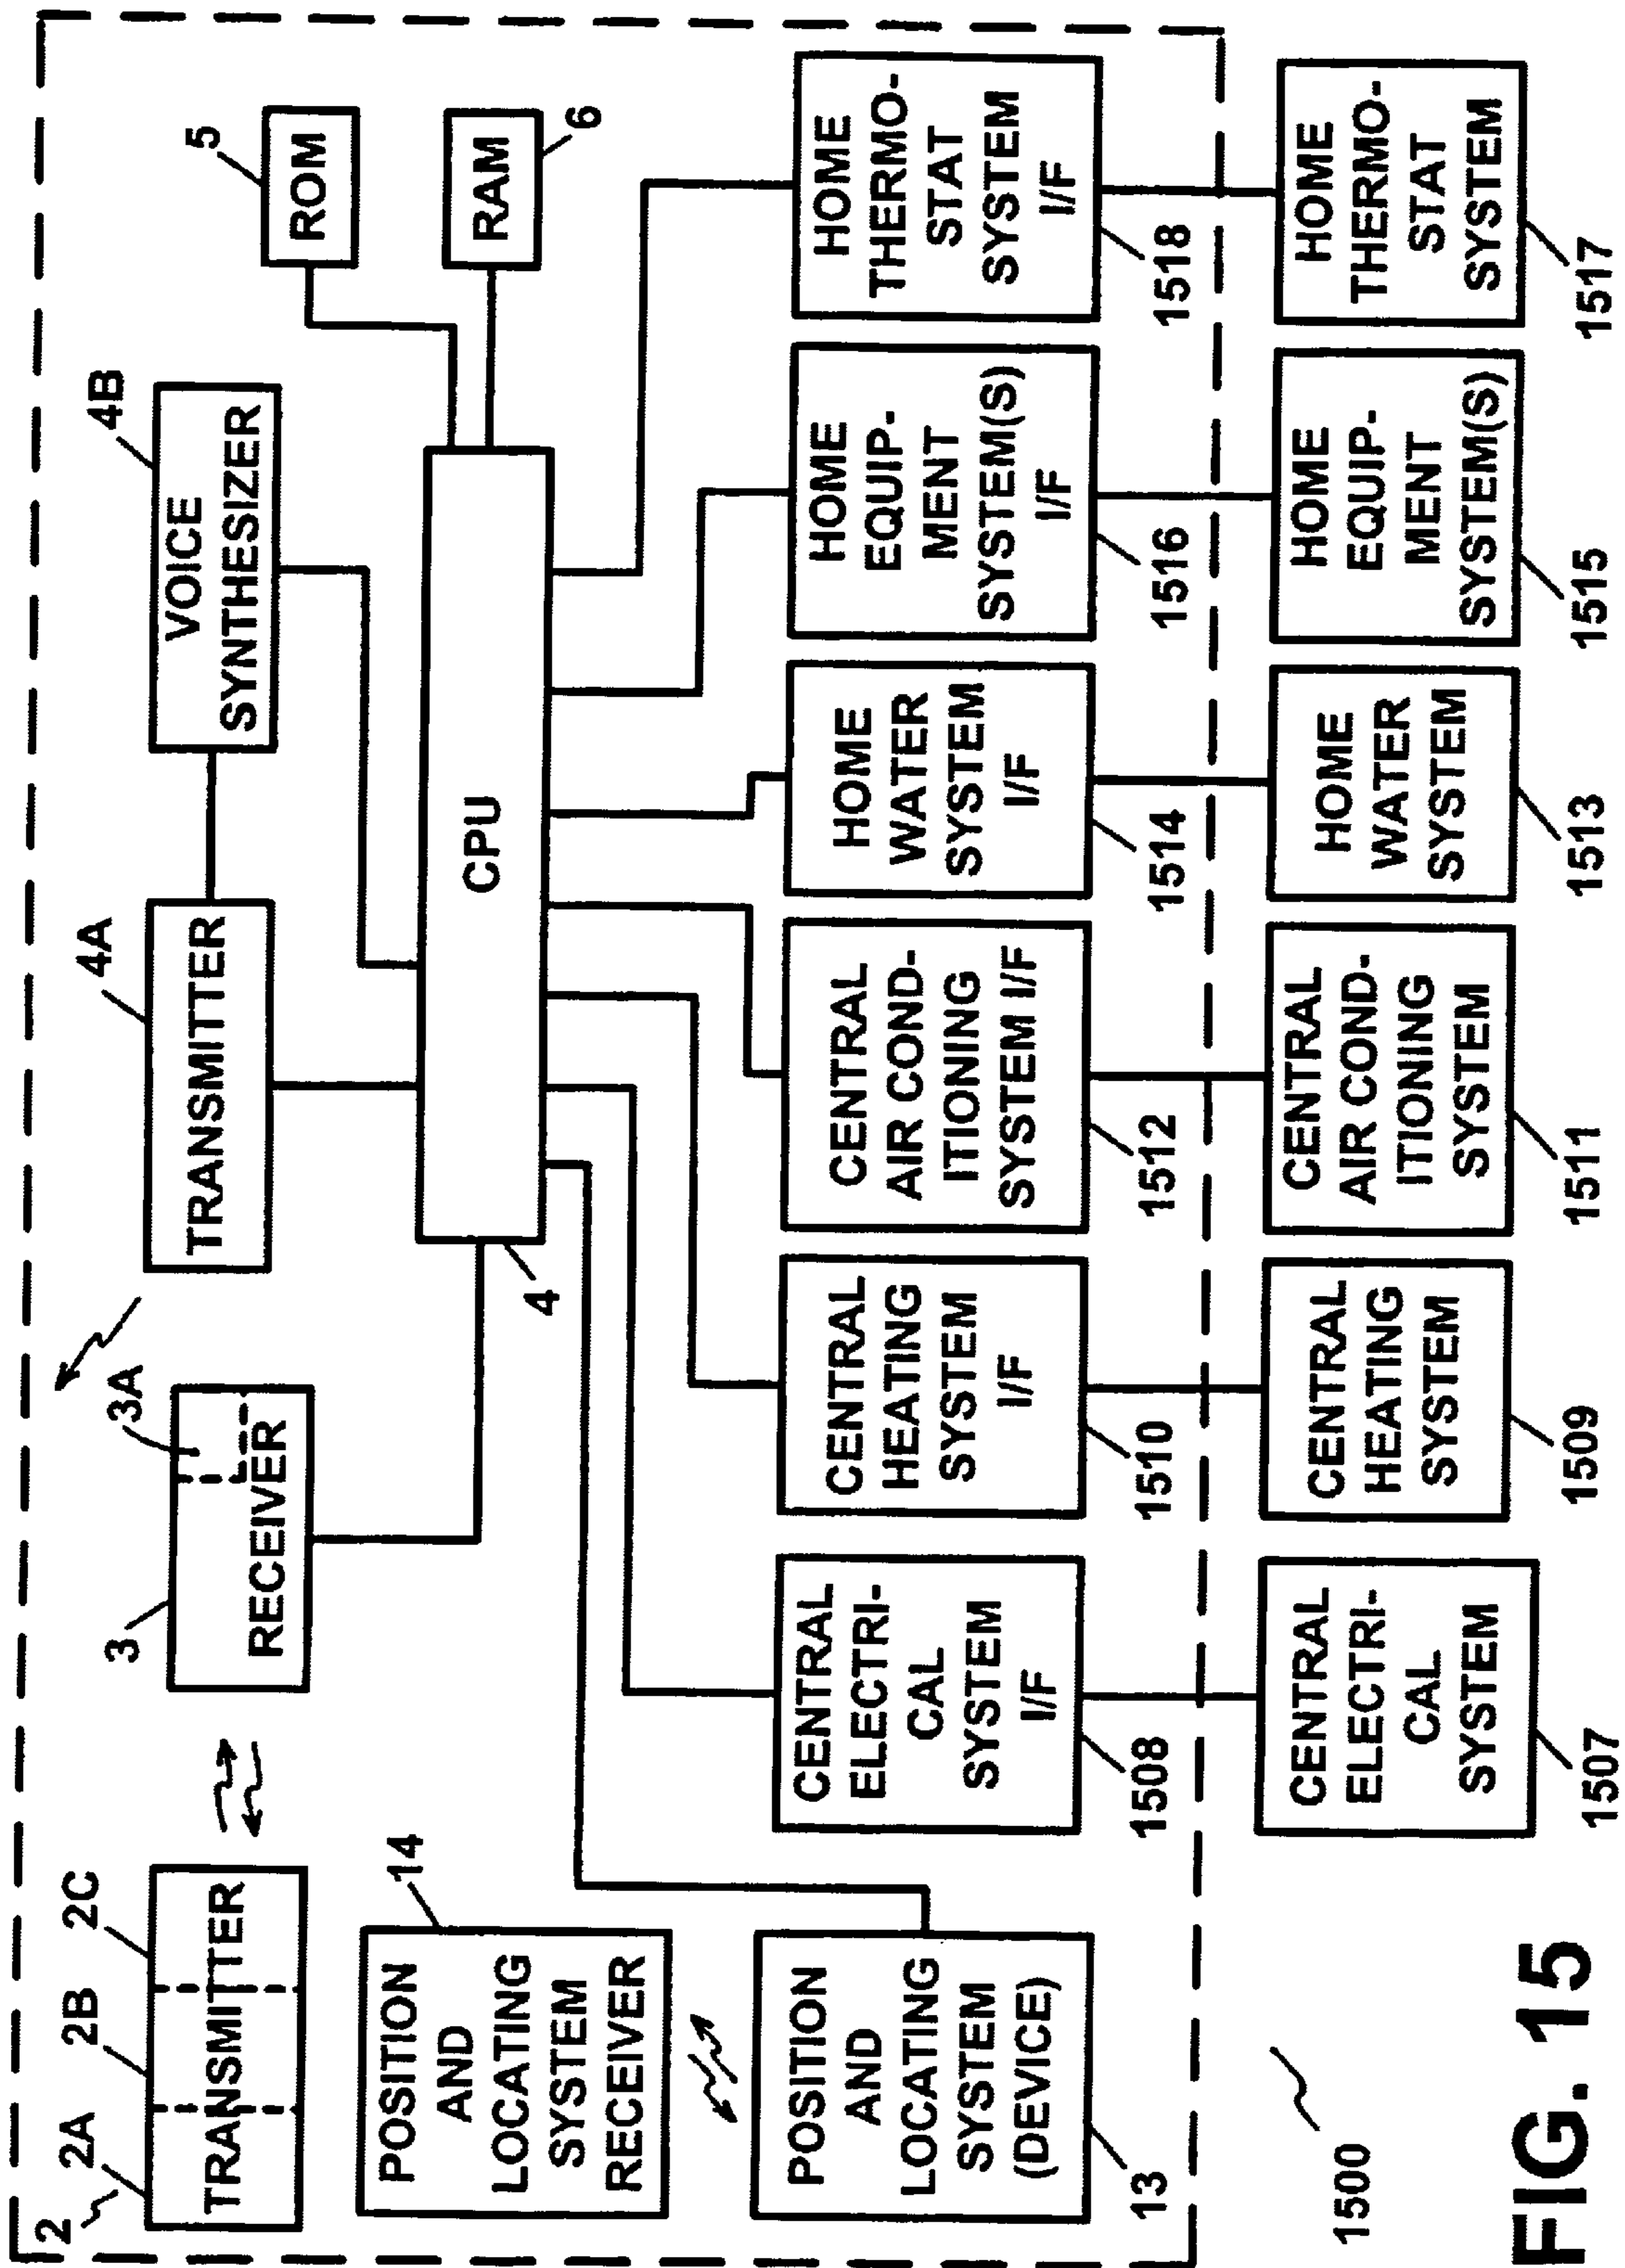 2
2A
2B
2C
TRANSMITTER
3
3A
RECEIVER
4A
TRANSMITTER
4B
VOICE
SYNTHESIZER
5
ROM
RAM
6
CPU
4
14
POSITION
AND
LOCATING
SYSTEM
RECEIVER
POSITION
AND
LOCATING
SYSTEM
(DEVICE)
13
CENTRAL
ELECTRI-
CAL
SYSTEM
I/F
1508
CENTRAL
HEATING
SYSTEM
I/F
1510
CENTRAL
AIR COND-
ITIONING
SYSTEM I/F
1512
HOME
WATER
SYSTEM
I/F
1514
HOME
EQUIP-
MENT
SYSTEM(S)
I/F
1516
HOME
THERMO-
STAT
SYSTEM
I/F
1518
CENTRAL
ELECTRI-
CAL
SYSTEM
1507
CENTRAL
HEATING
SYSTEM
1509
CENTRAL
AIR COND-
ITIONING
SYSTEM
1511
HOME
WATER
SYSTEM
1513
HOME
EQUIP-
MENT
SYSTEM(S)
1515
HOME
THERMO-
STAT
SYSTEM
1517
1500
FIG. 15